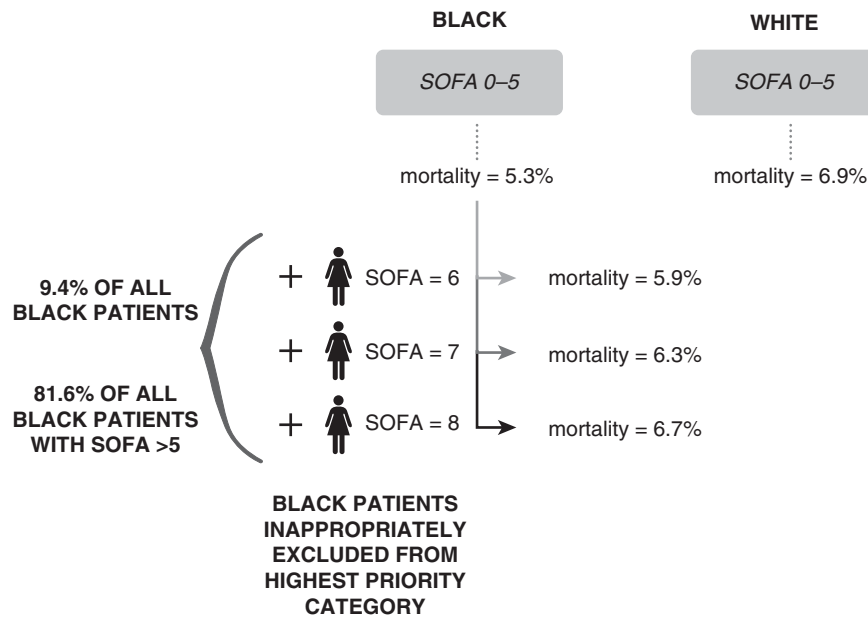 BLACK
WHITE
SOFA 0–5
SOFA 0–5
mortality = 5.3%
mortality = 6.9%
9.4% OF ALL
BLACK PATIENTS
81.6% OF ALL
BLACK PATIENTS
WITH SOFA >5
+ SOFA = 6
mortality = 5.9%
+ SOFA = 7
mortality = 6.3%
+ SOFA = 8
mortality = 6.7%
BLACK PATIENTS
INAPPROPRIATELY
EXCLUDED FROM
HIGHEST PRIORITY
CATEGORY